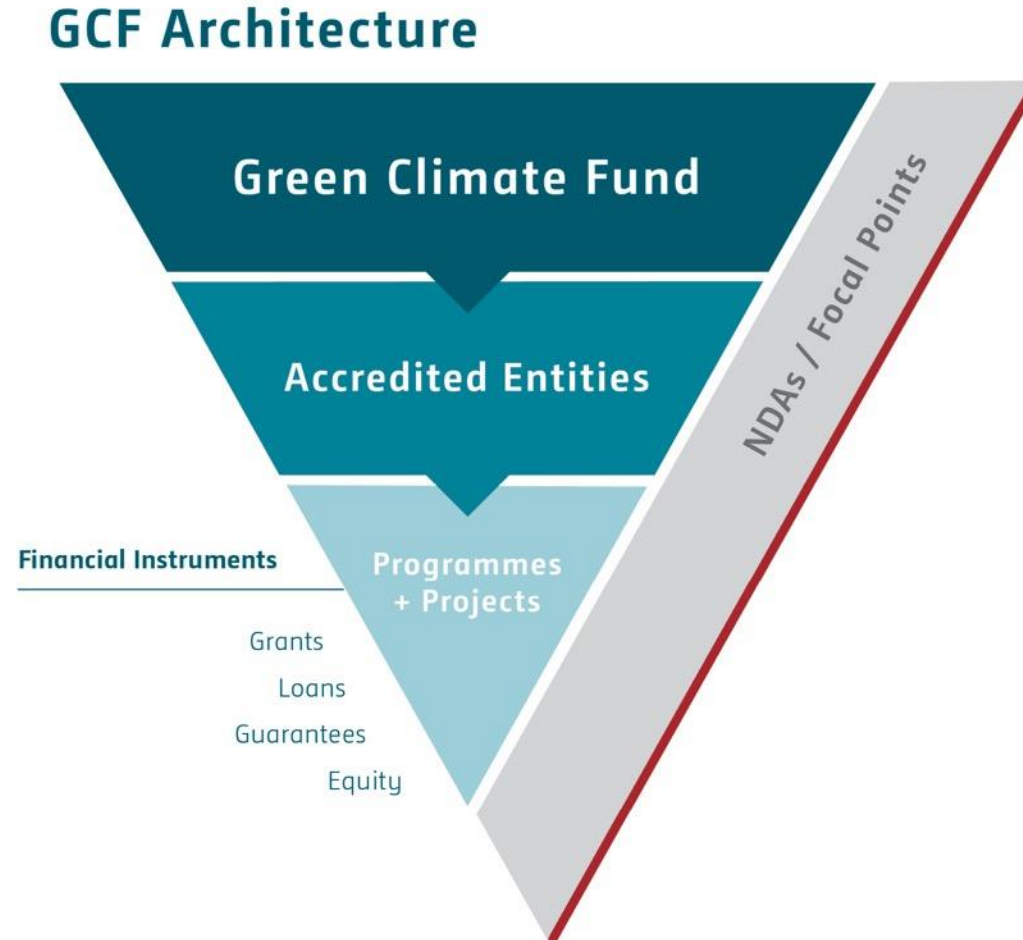 GCF Architecture
Green Climate Fund
NDAs / Focal Points
Accredited Entities
Financial Instruments
Programmes
+ Projects
Grants
Loans
Guarantees
Equity